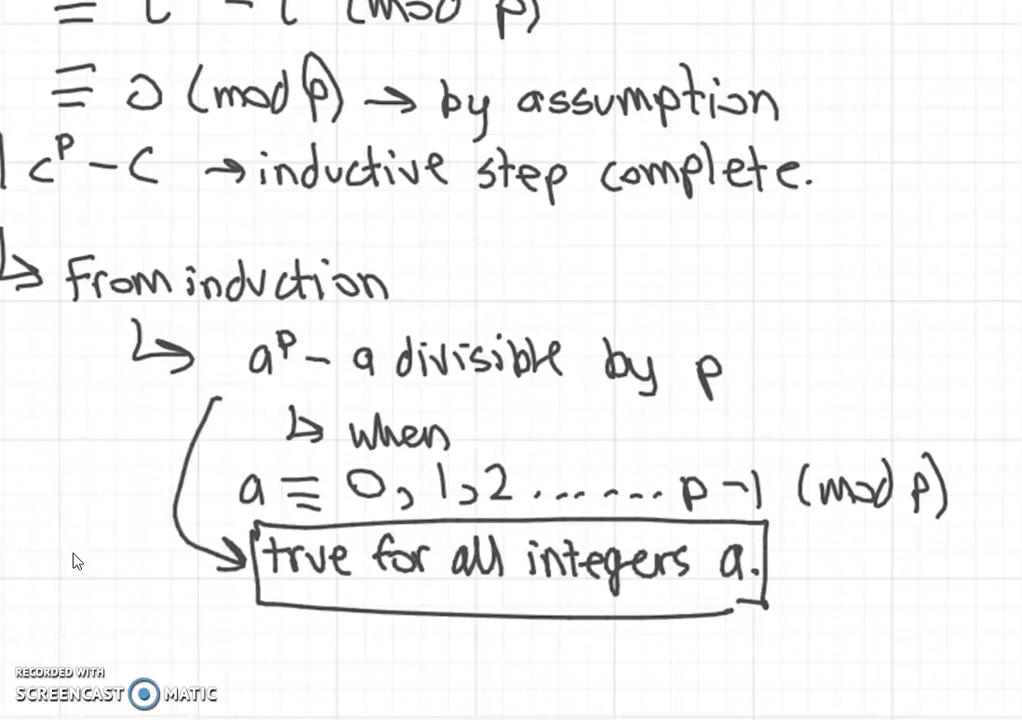 ≡ (mod p)
≡ 0 (mod p) → by assumption
| c^p - c → inductive step complete.
↳ From induction
↳ a^p - a divisible by p
↳ when
a ≡ 0, 1, 2 ........ p-1 (mod p)
true for all integers a.
RECORDED WITH
SCREENCAST MATIC